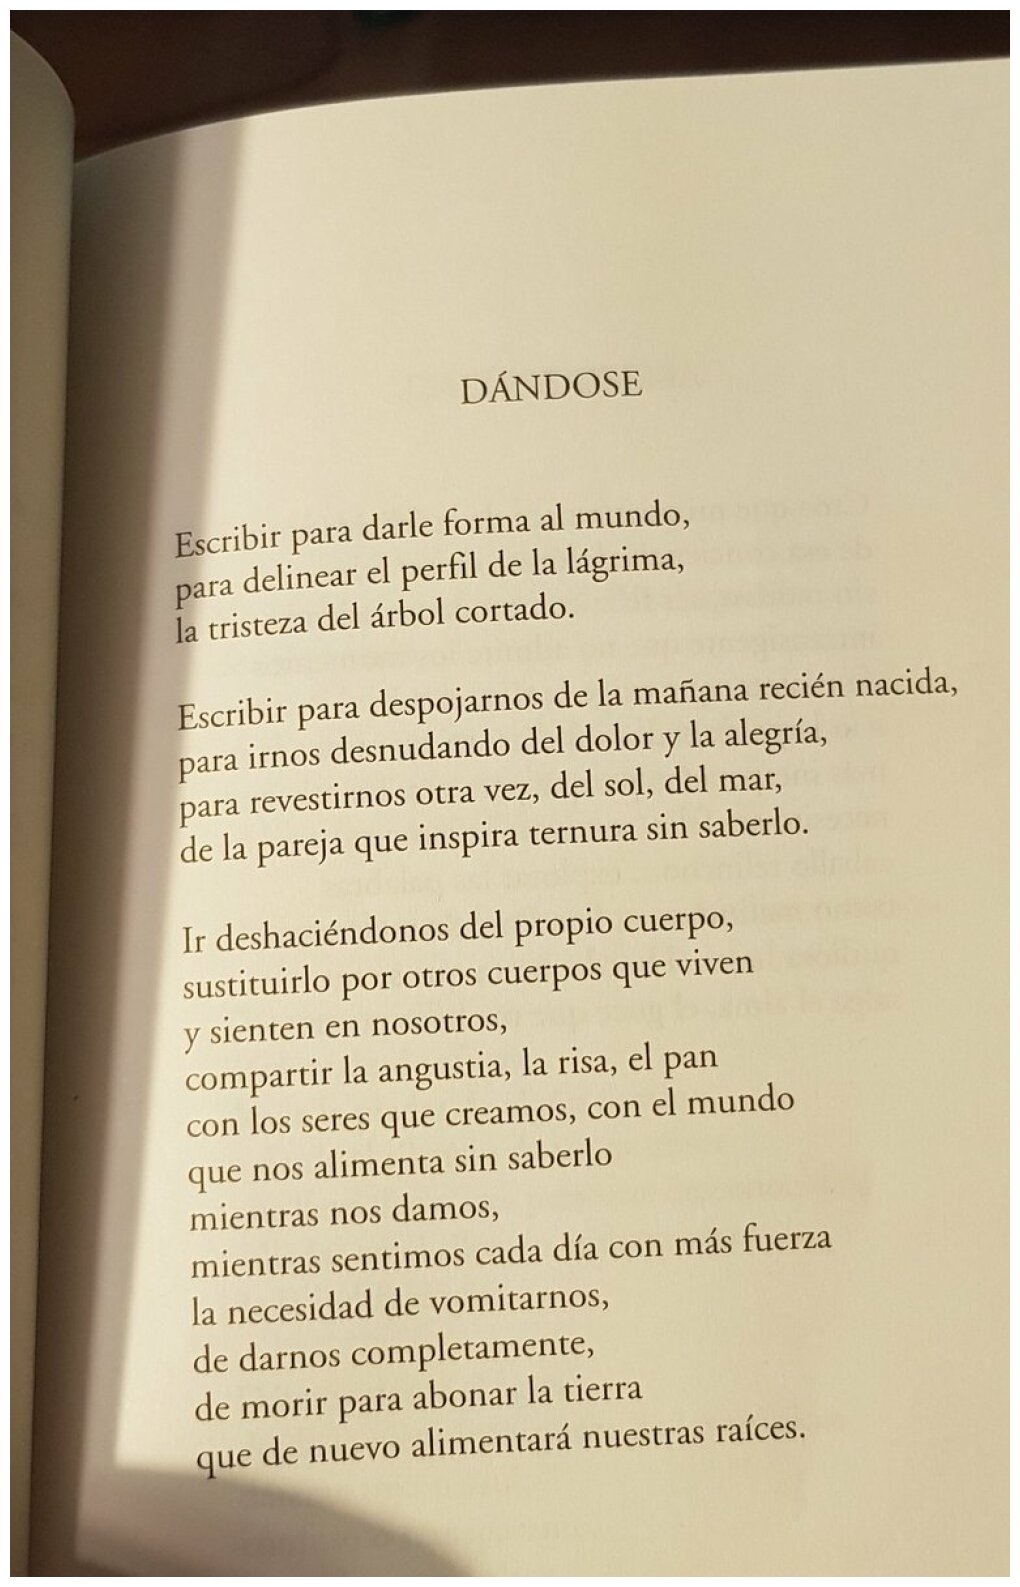 DÁNDOSE
Escribir para darle forma al mundo,
para delinear el perfil de la lágrima,
la tristeza del árbol cortado.
Escribir para despojarnos de la mañana recién nacida,
para irnos desnudando del dolor y la alegría,
para revestirnos otra vez, del sol, del mar,
de la pareja que inspira ternura sin saberlo.
Ir deshaciéndonos del propio cuerpo,
sustituirlo por otros cuerpos que viven
y sienten en nosotros,
compartir la angustia, la risa, el pan
con los seres que creamos, con el mundo
que nos alimenta sin saberlo
mientras nos damos,
mientras sentimos cada día con más fuerza
la necesidad de vomitarnos,
de darnos completamente,
de morir para abonar la tierra
que de nuevo alimentará nuestras raíces.